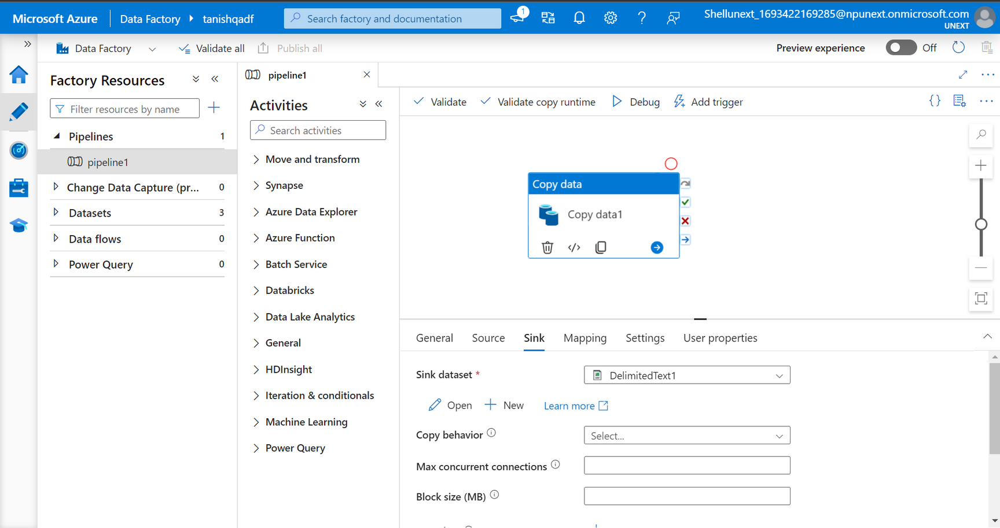 Microsoft Azure
Data Factory
tanishqadf
Search factory and documentation
1
Shellunext_1693422169285@npunext.onmicrosoft.com
UNEXT
Data Factory
Validate all
Publish all
Preview experience
Off
Factory Resources
Filter resources by name
Pipelines 1
pipeline1
Change Data Capture (pr... 0
Datasets 3
Data flows 0
Power Query 0
pipeline1
Activities
Search activities
Move and transform
Synapse
Azure Data Explorer
Azure Function
Batch Service
Databricks
Data Lake Analytics
General
HDInsight
Iteration & conditionals
Machine Learning
Power Query
Validate
Validate copy runtime
Debug
Add trigger
Copy data
Copy data1
General
Source
Sink
Mapping
Settings
User properties
Sink dataset *
DelimitedText1
Open
New
Learn more
Copy behavior
Select...
Max concurrent connections
Block size (MB)